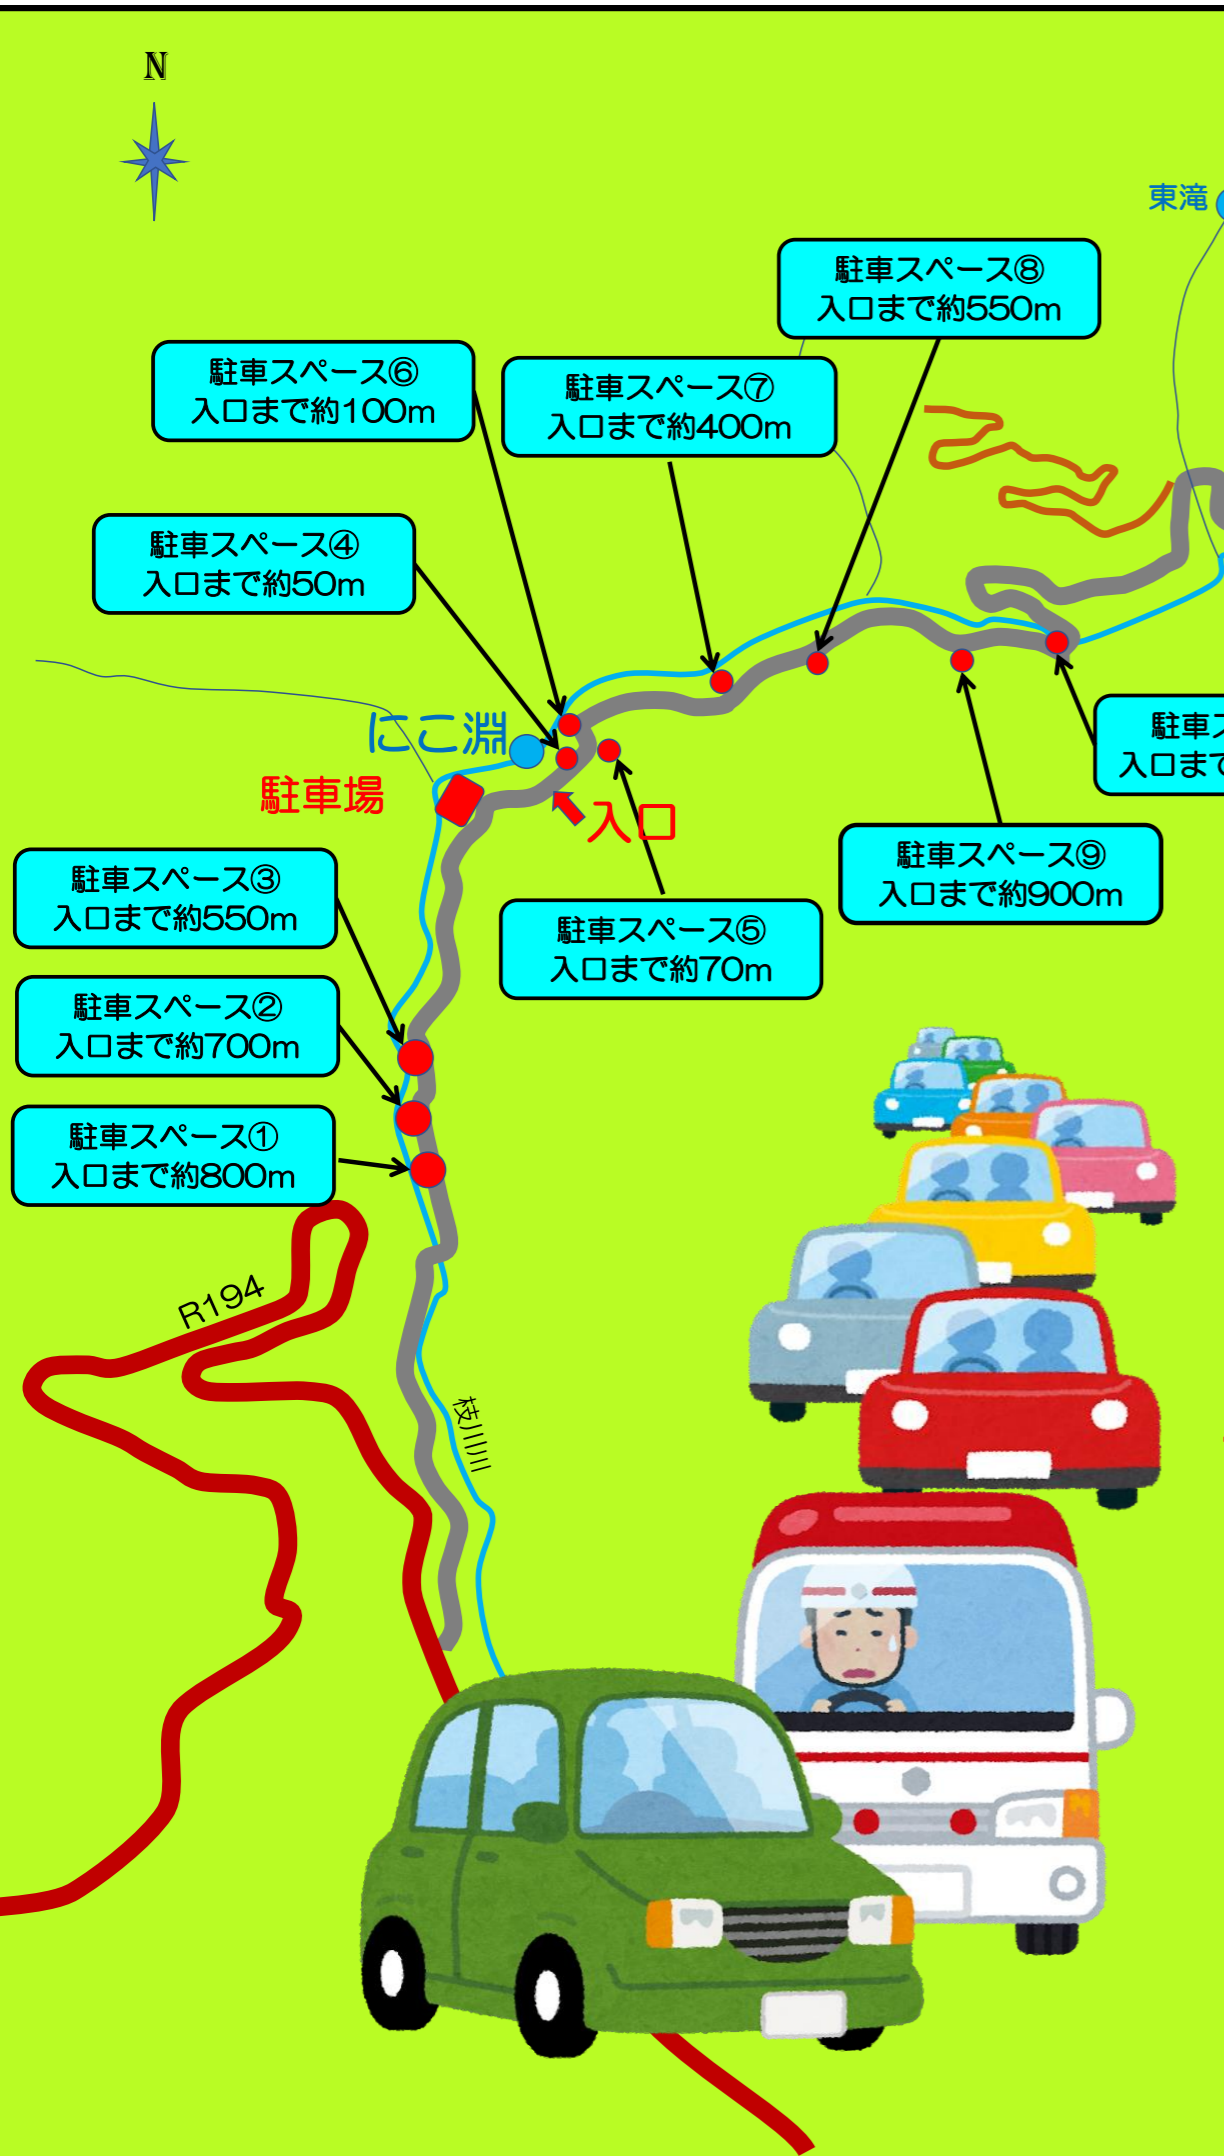 N
東滝
駐車スペース⑧
入口まで約550m
駐車スペース⑥
入口まで約100m
駐車スペース⑦
入口まで約400m
駐車スペース④
入口まで約50m
にこ淵
駐車場
入口
駐車ス
入口まで
駐車スペース⑨
入口まで約900m
駐車スペース③
入口まで約550m
駐車スペース⑤
入口まで約70m
駐車スペース②
入口まで約700m
駐車スペース①
入口まで約800m
R194
枝川川